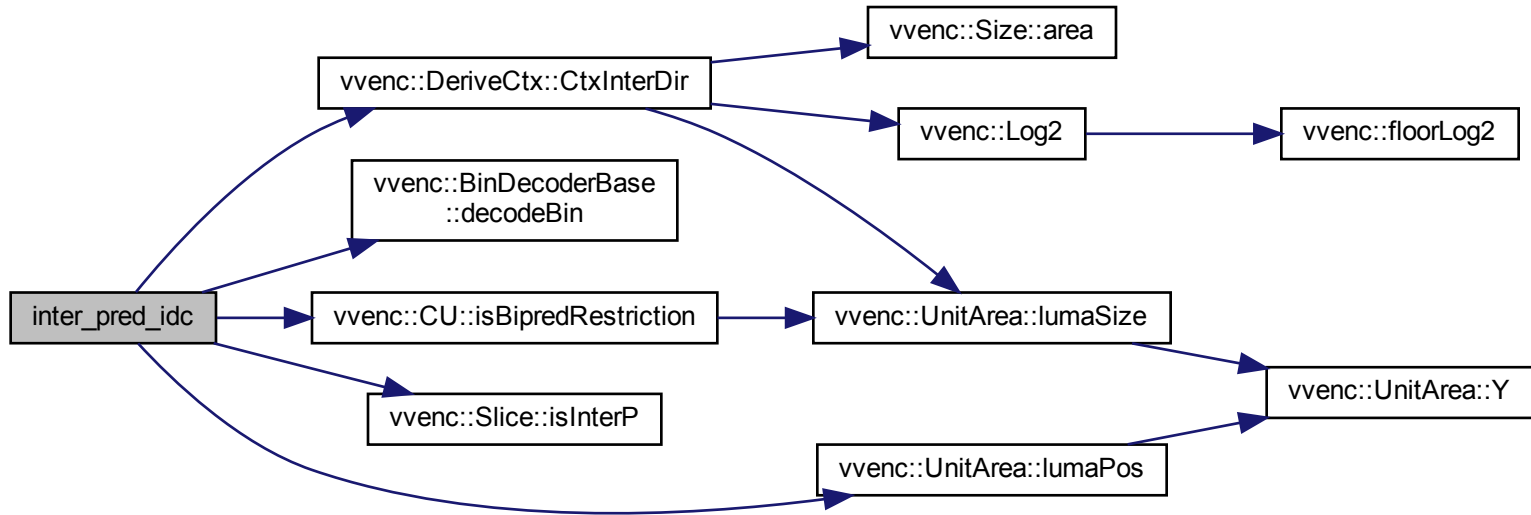 vvenc::Size::area
vvenc::DeriveCtx::CtxInterDir
vvenc::Log2
vvenc::floorLog2
vvenc::BinDecoderBase
::decodeBin
inter_pred_idc
vvenc::CU::isBipredRestriction
vvenc::UnitArea::lumaSize
vvenc::UnitArea::Y
vvenc::Slice::isInterP
vvenc::UnitArea::lumaPos